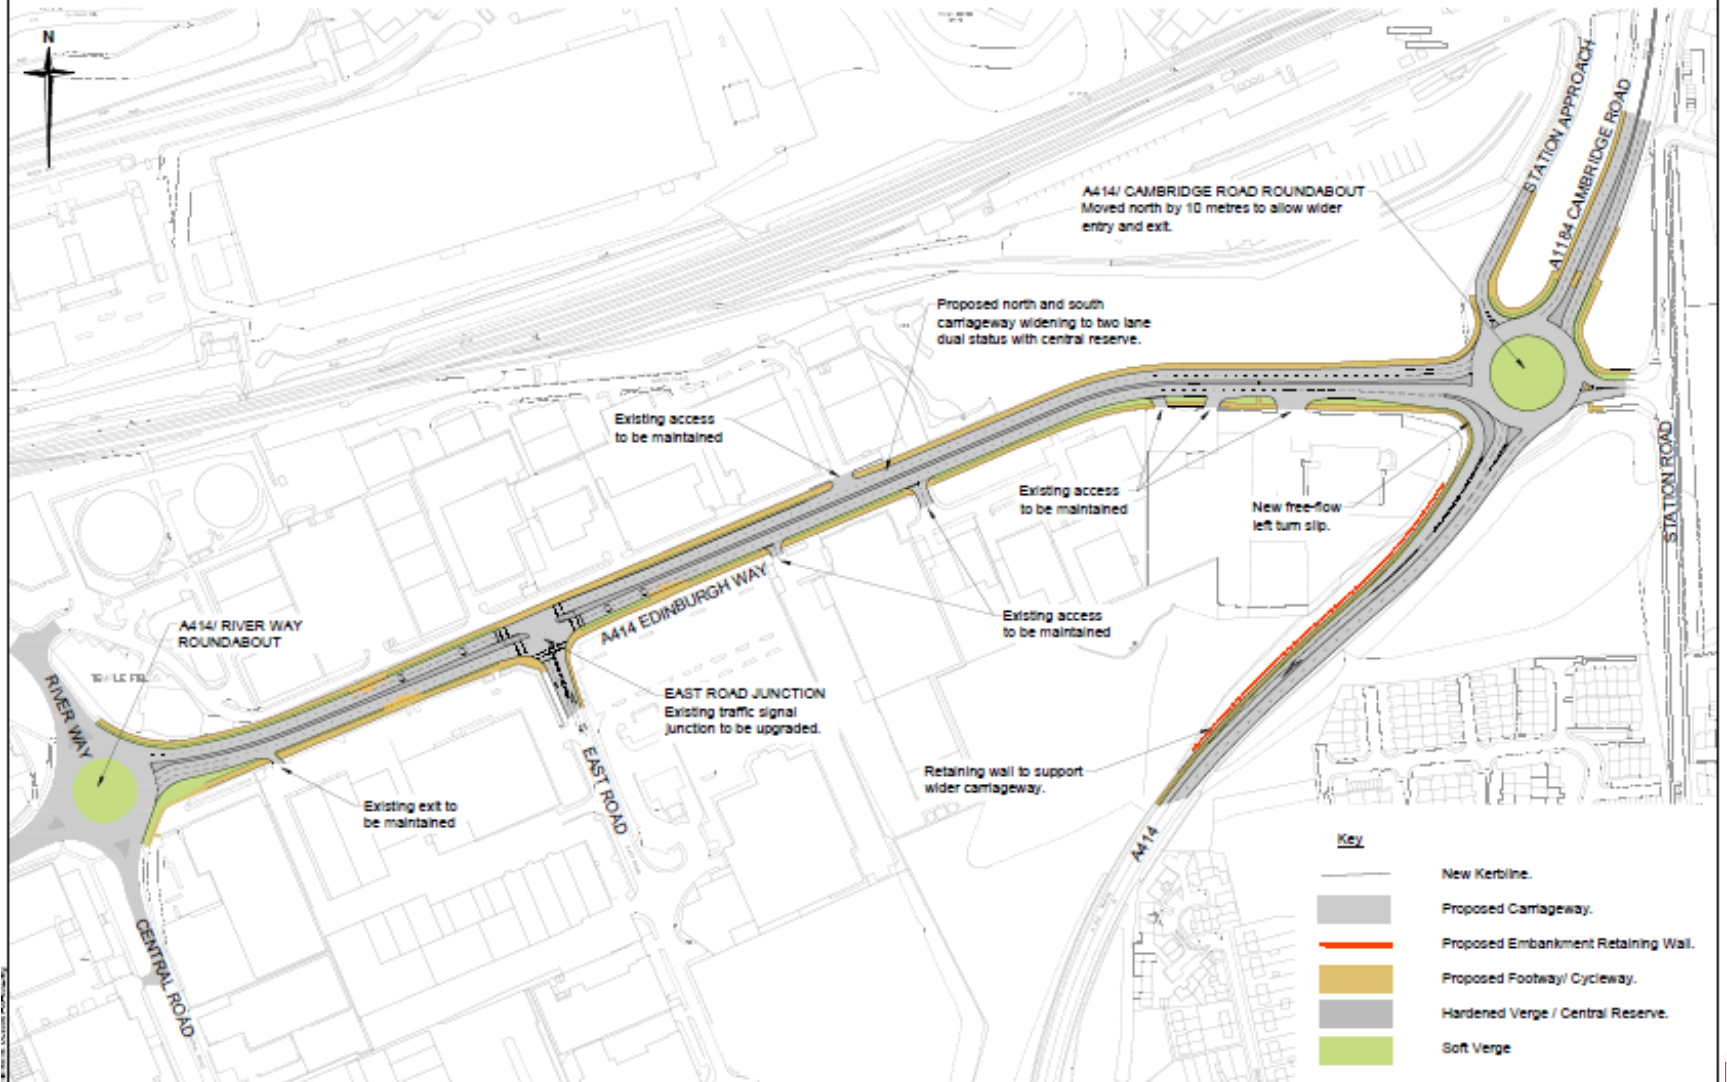 N
STATION APPROACH
A1184 CAMBRIDGE ROAD
A414/ CAMBRIDGE ROAD ROUNDABOUT
Moved north by 10 metres to allow wider
entry and exit.
Proposed north and south
carriageway widening to two lane
dual status with central reserve.
Existing access
to be maintained
Existing access
to be maintained
New free-flow
left turn slip.
STATION ROAD
A414 EDINBURGH WAY
Existing access
to be maintained
A414/ RIVER WAY
ROUNDABOUT
RIVER WAY
EAST ROAD JUNCTION
Existing traffic signal
junction to be upgraded.
EAST ROAD
Retaining wall to support
wider carriageway.
Existing exit to
be maintained
A414
CENTRAL ROAD
Key
New Kerbline.
Proposed Carriageway.
Proposed Embankment Retaining Wall.
Proposed Footway/ Cycleway.
Hardened Verge / Central Reserve.
Soft Verge